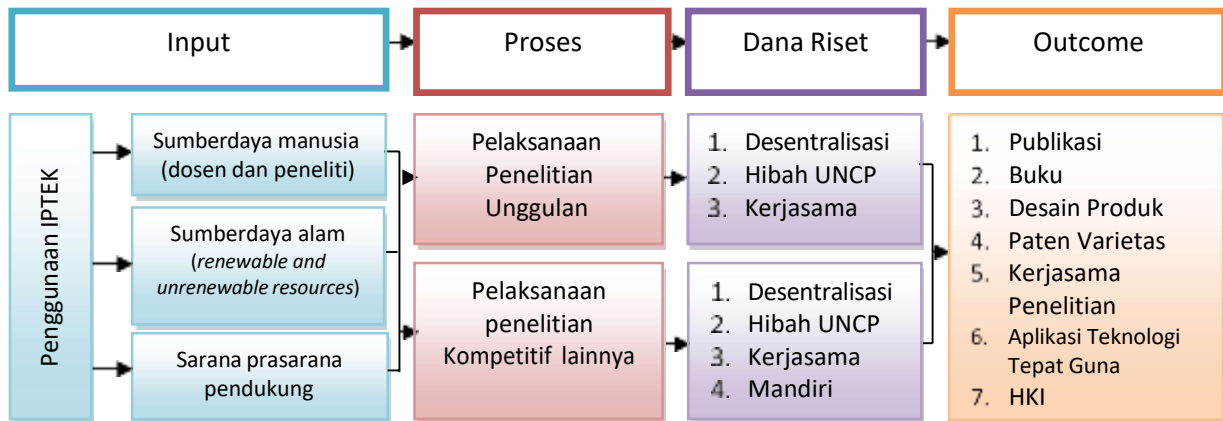 Input
Proses
Dana Riset
Outcome
Penggunaan IPTEK
Sumberdaya manusia
(dosen dan peneliti)
Sumberdaya alam
(renewable and
unrenewable resources)
Sarana prasarana
pendukung
Pelaksanaan
Penelitian
Unggulan
Pelaksanaan
penelitian
Kompetitif lainnya
1. Desentralisasi
2. Hibah UNCP
3. Kerjasama
1. Desentralisasi
2. Hibah UNCP
3. Kerjasama
4. Mandiri
1. Publikasi
2. Buku
3. Desain Produk
4. Paten Varietas
5. Kerjasama
Penelitian
6. Aplikasi Teknologi
Tepat Guna
7. HKI